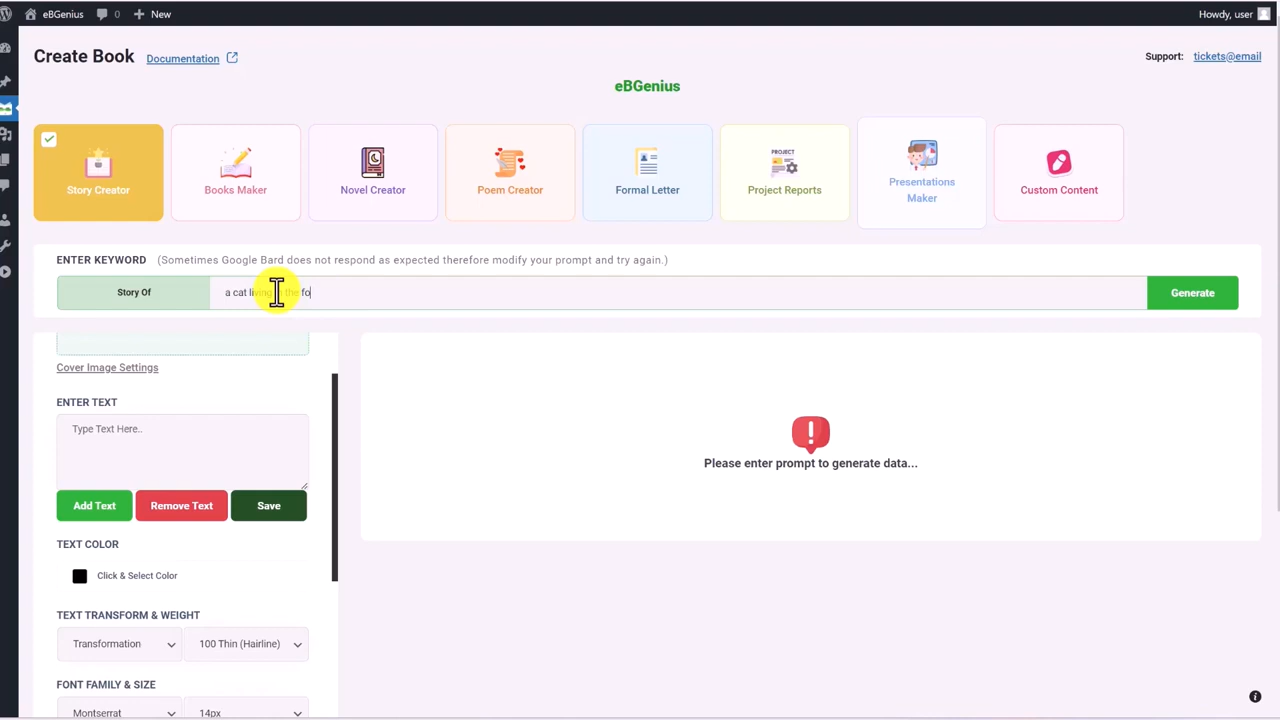 eBGenius 0 New Howdy, user
Create Book Documentation Support: tickets@email
eBGenius
Story Creator
Books Maker
Novel Creator
Poem Creator
Formal Letter
PROJECT
Project Reports
Presentations
Maker
Custom Content
ENTER KEYWORD (Sometimes Google Bard does not respond as expected therefore modify your prompt and try again.)
Story Of a cat living in the fo Generate
Cover Image Settings
ENTER TEXT
Type Text Here..
Add Text Remove Text Save
Please enter prompt to generate data...
TEXT COLOR
Click & Select Color
TEXT TRANSFORM & WEIGHT
Transformation 100 Thin (Hairline)
FONT FAMILY & SIZE
Montserrat 14px